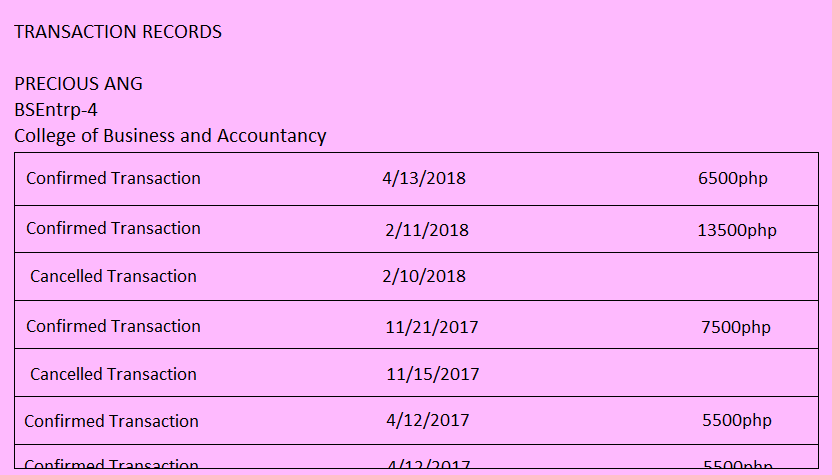 TRANSACTION RECORDS
PRECIOUS ANG
BSEntrp-4
College of Business and Accountancy
Confirmed Transaction 4/13/2018 6500php
Confirmed Transaction 2/11/2018 13500php
Cancelled Transaction 2/10/2018
Confirmed Transaction 11/21/2017 7500php
Cancelled Transaction 11/15/2017
Confirmed Transaction 4/12/2017 5500php
Confirmed Transaction 4/12/2017 5500php